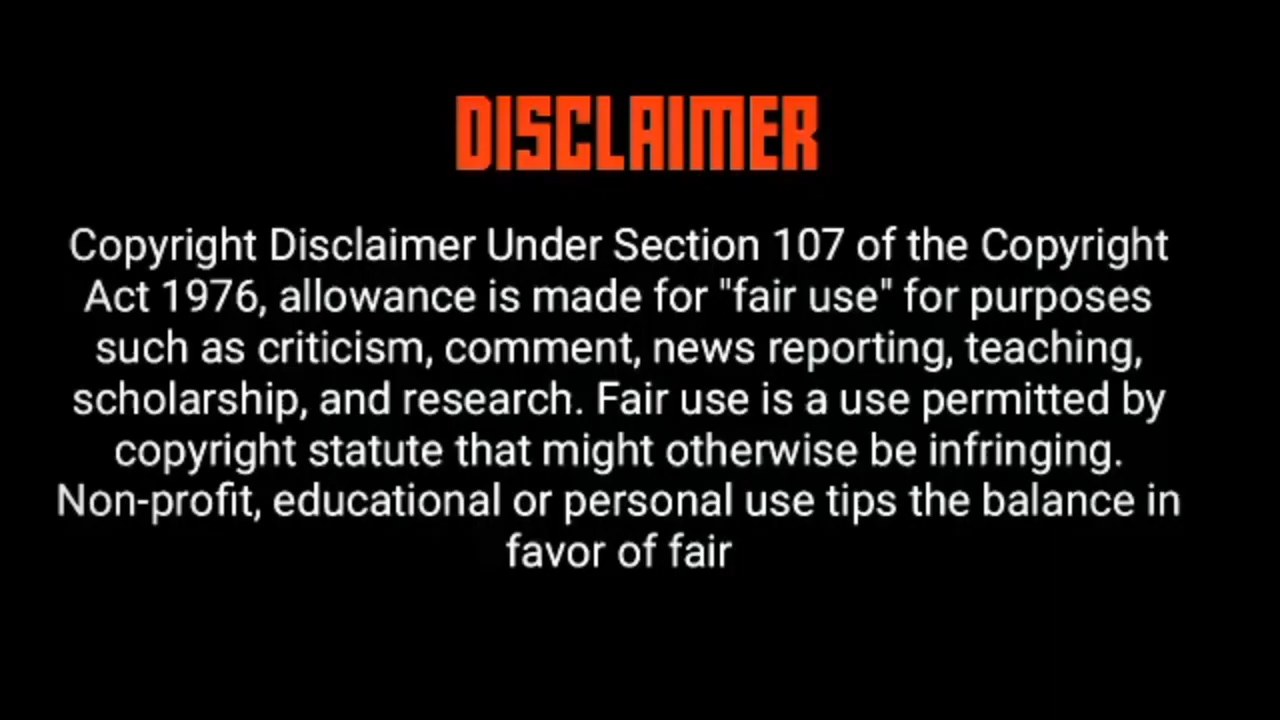 DISCLAIMER
Copyright Disclaimer Under Section 107 of the Copyright
Act 1976, allowance is made for "fair use" for purposes
such as criticism, comment, news reporting, teaching,
scholarship, and research. Fair use is a use permitted by
copyright statute that might otherwise be infringing.
Non-profit, educational or personal use tips the balance in
favor of fair